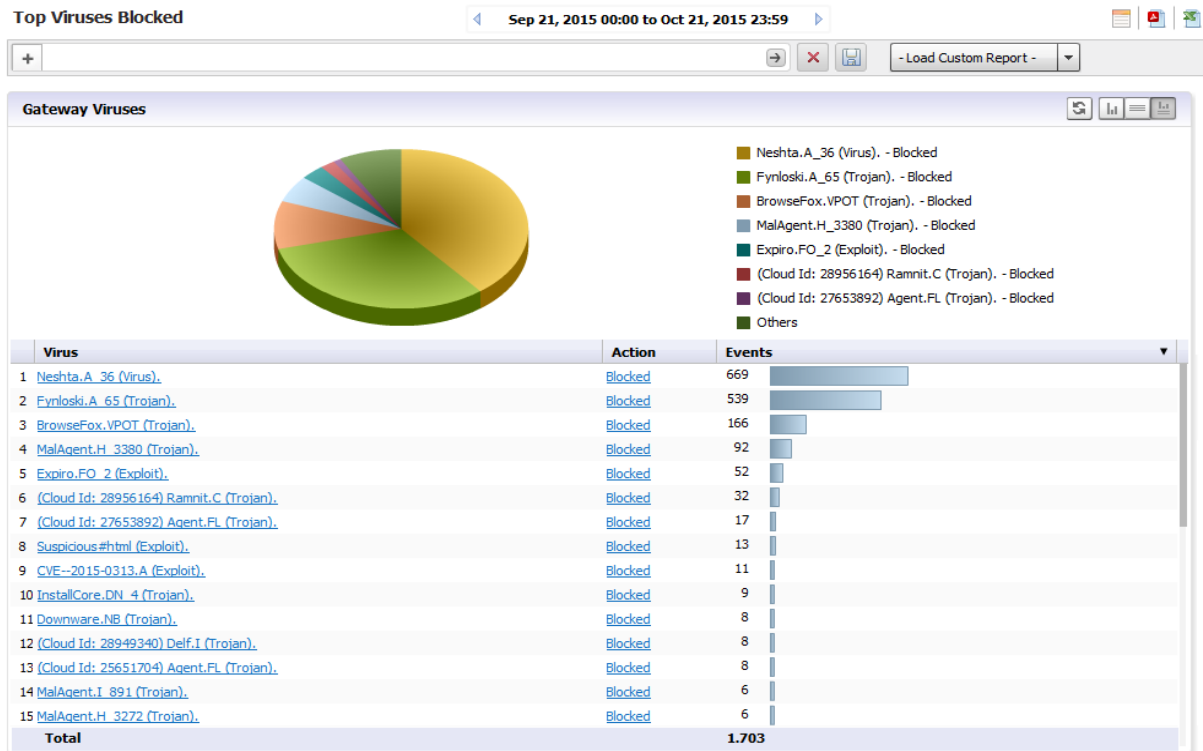 Top Viruses Blocked
Sep 21, 2015 00:00 to Oct 21, 2015 23:59
- Load Custom Report -
Gateway Viruses
Neshta.A_36 (Virus). - Blocked
Fynloski.A_65 (Trojan). - Blocked
BrowseFox.VPOT (Trojan). - Blocked
MalAgent.H_3380 (Trojan). - Blocked
Expiro.FO_2 (Exploit). - Blocked
(Cloud Id: 28956164) Ramnit.C (Trojan). - Blocked
(Cloud Id: 27653892) Agent.FL (Trojan). - Blocked
Others
Virus Action Events
1 Neshta.A_36 (Virus). Blocked 669
2 Fynloski.A_65 (Trojan). Blocked 539
3 BrowseFox.VPOT (Trojan). Blocked 166
4 MalAgent.H_3380 (Trojan). Blocked 92
5 Expiro.FO_2 (Exploit). Blocked 52
6 (Cloud Id: 28956164) Ramnit.C (Trojan). Blocked 32
7 (Cloud Id: 27653892) Agent.FL (Trojan). Blocked 17
8 Suspicious#html (Exploit). Blocked 13
9 CVE--2015-0313.A (Exploit). Blocked 11
10 InstallCore.DN_4 (Trojan). Blocked 9
11 Downware.NB (Trojan). Blocked 8
12 (Cloud Id: 28949340) Delf.I (Trojan). Blocked 8
13 (Cloud Id: 25651704) Agent.FL (Trojan). Blocked 8
14 MalAgent.I_891 (Trojan). Blocked 6
15 MalAgent.H_3272 (Trojan). Blocked 6
Total 1.703